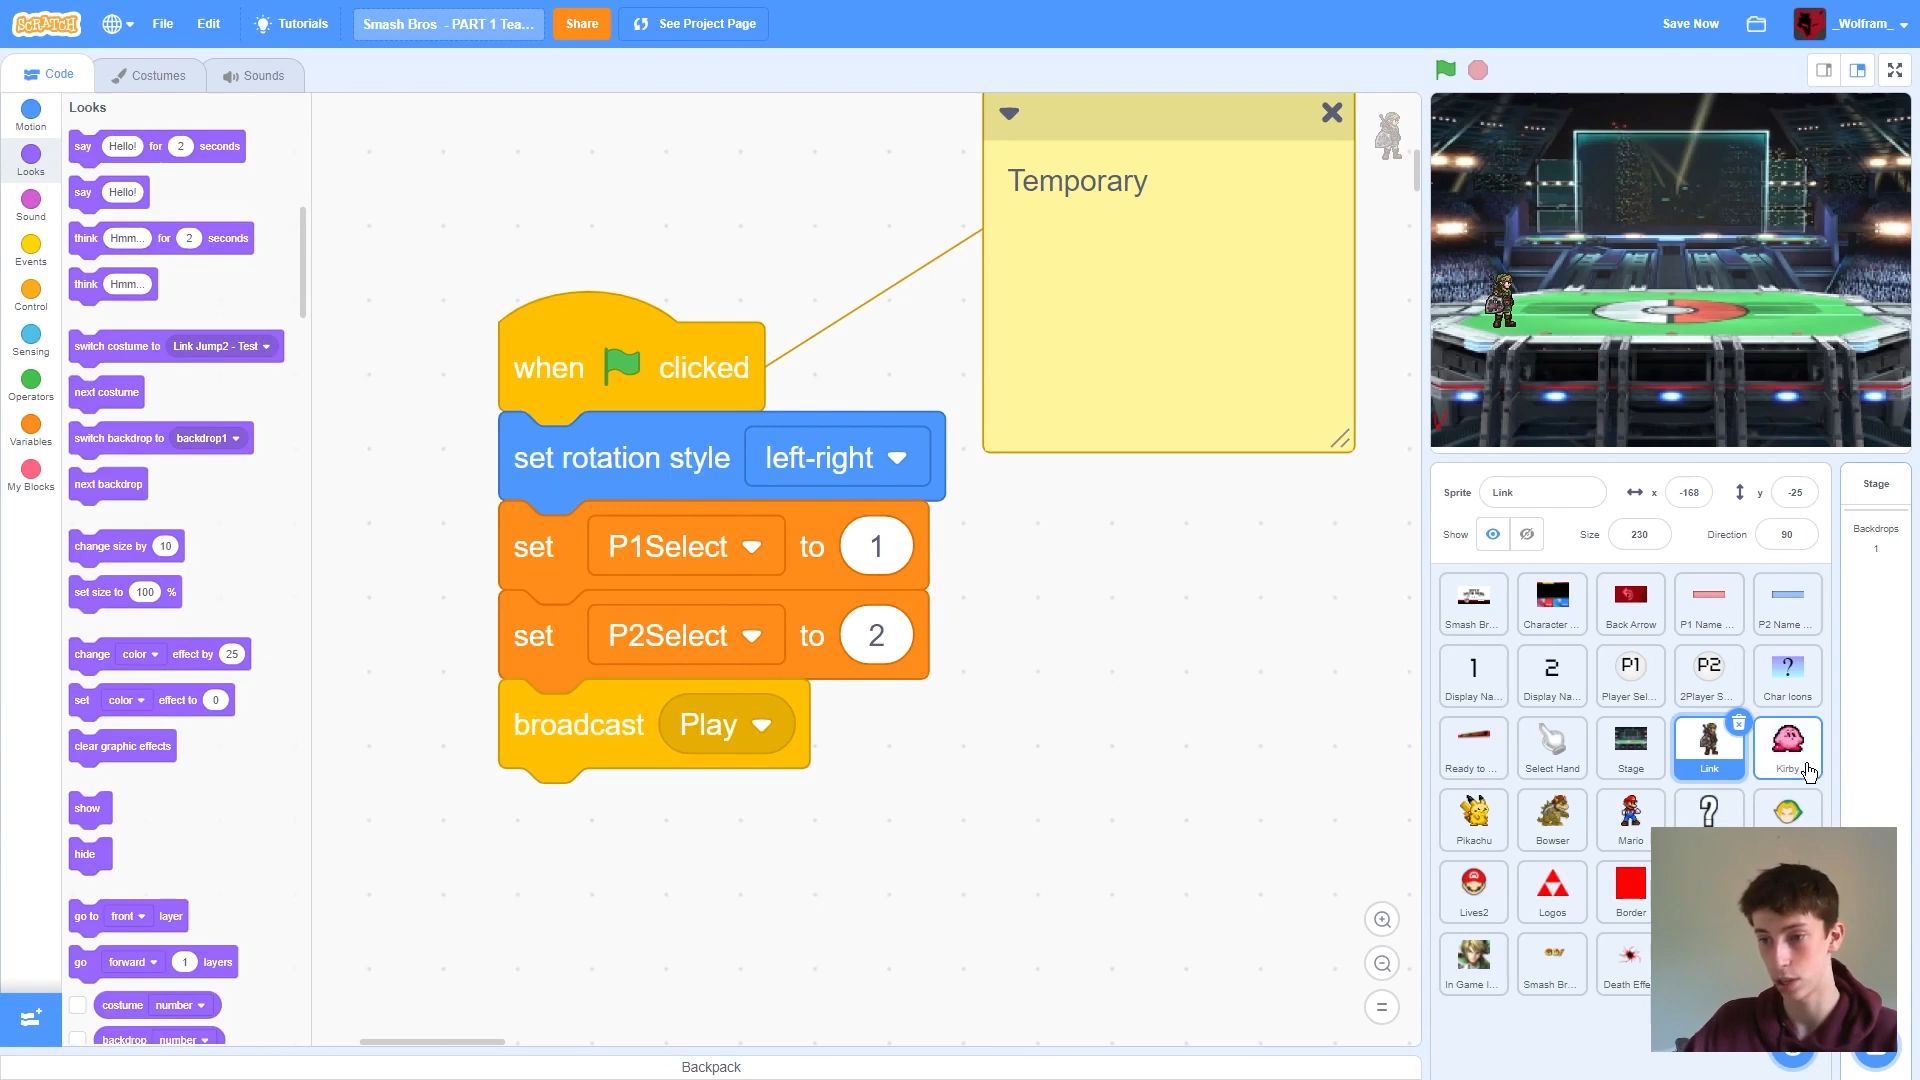 SCRATCH
File
Edit
Tutorials
Smash Bros - PART 1 Tea...
Share
See Project Page
Save Now
_Wolfram_
Code
Costumes
Sounds
Motion
Looks
Sound
Events
Control
Sensing
Operators
Variables
My Blocks
Looks
say Hello! for 2 seconds
say Hello!
think Hmm... for 2 seconds
think Hmm...
switch costume to Link Jump2 - Test
next costume
switch backdrop to backdrop1
next backdrop
change size by 10
set size to 100 %
change color effect by 25
set color effect to 0
clear graphic effects
show
hide
go to front layer
go forward 1 layers
costume number
backdrop number
when clicked
set rotation style left-right
set P1Select to 1
set P2Select to 2
broadcast Play
Temporary
Backpack
Sprite Link x -168 y -25
Show Size 230 Direction 90
Stage
Backdrops
1
Smash Br...
Character ...
Back Arrow
P1 Name ...
P2 Name ...
1
2
P1
P2
?
Display Na...
Display Na...
Player Sel...
2Player S...
Char Icons
Ready to ...
Select Hand
Stage
Link
Kirby
?
Pikachu
Bowser
Mario
Lives2
Logos
Border
In Game I...
Smash Br...
Death Effe